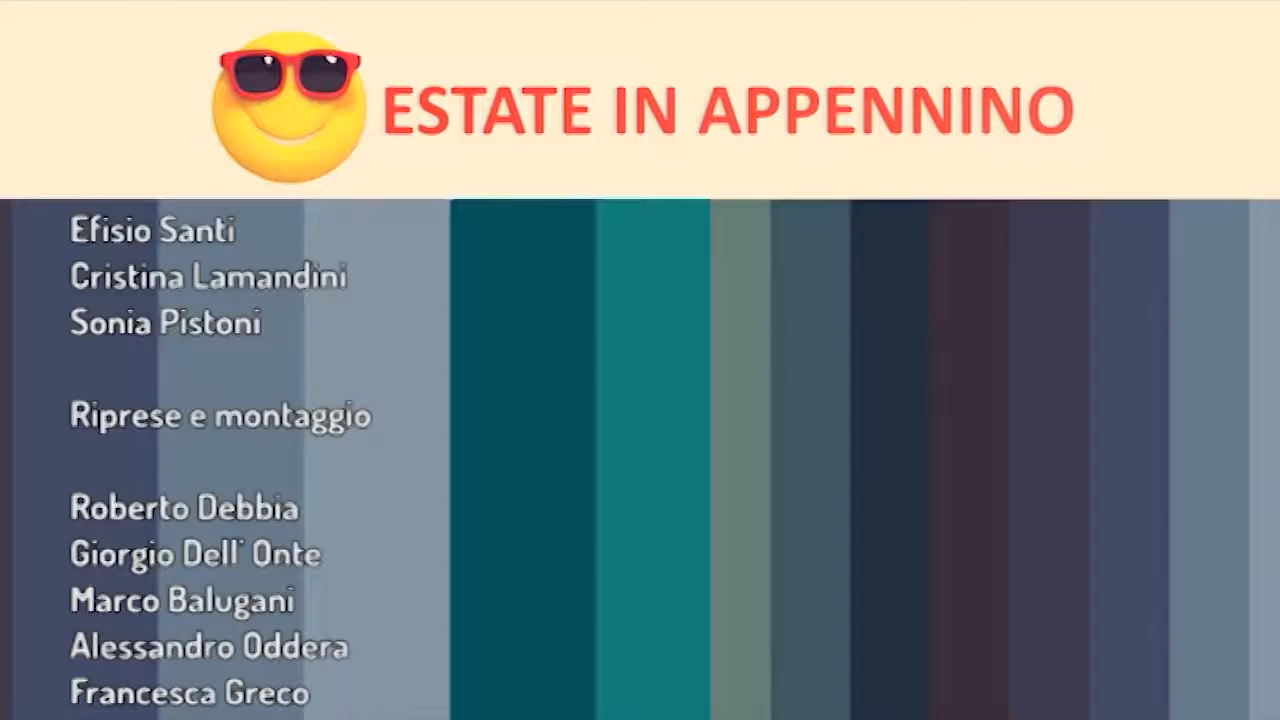 ESTATE IN APPENNINO
Efisio Santi
Cristina Lamandini
Sonia Pistoni
Riprese e montaggio
Roberto Debbia
Giorgio Dell' Onte
Marco Balugani
Alessandro Oddera
Francesca Greco